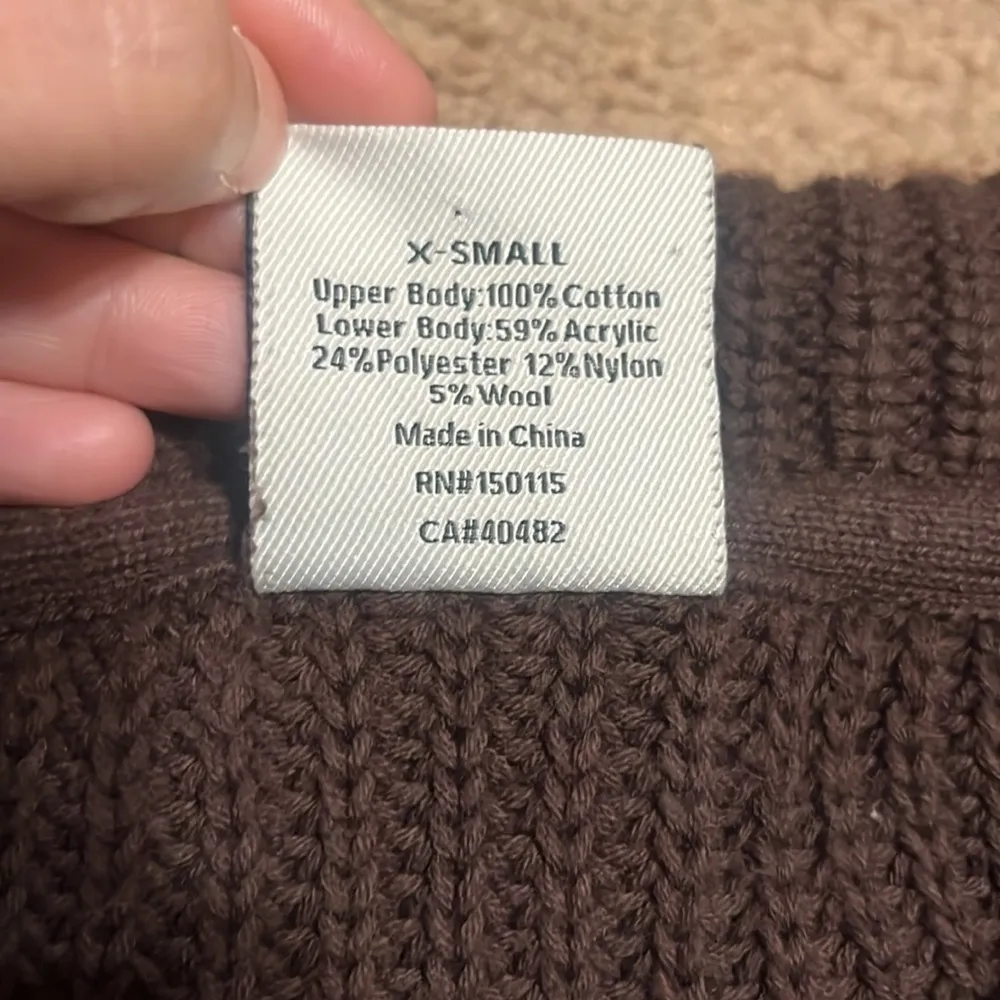 X-SMALL
Upper Body:100% Cotton
Lower Body:59% Acrylic
24%Polyester 12%Nylon
5% Wool
Made in China
RN#150115
CA#40482